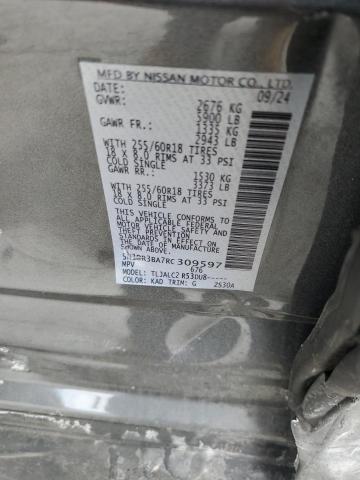 MFD BY NISSAN MOTOR CO., LTD.
DATE: 09/24
GVWR: 2676 KG
5900 LB
GAWR FR.: 1335 KG
2943 LB
WITH 255/60R18 TIRES
18 X 8.0 RIMS AT 33 PSI
COLD SINGLE
GAWR RR.: 1530 KG
3373 LB
WITH 255/60R18 TIRES
18 X 8.0 RIMS AT 33 PSI
COLD SINGLE
THIS VEHICLE CONFORMS TO ALL
APPLICABLE FEDERAL MOTOR
VEHICLE SAFETY STANDARDS IN
EFFECT ON THE DATE OF
MANUFACTURE SHOWN ABOVE.
309597
MPV 676
MODEL: TLJALC2 R53DU8-----
COLOR: KAD TRIM: G 2530A